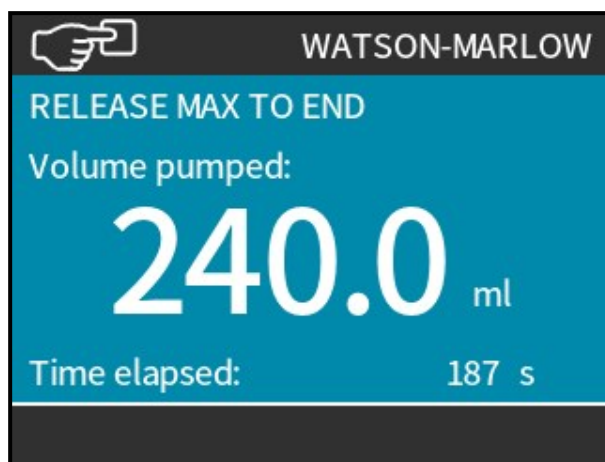 WATSON-MARLOW
RELEASE MAX TO END
Volume pumped:
240.0 ml
Time elapsed: 187 s